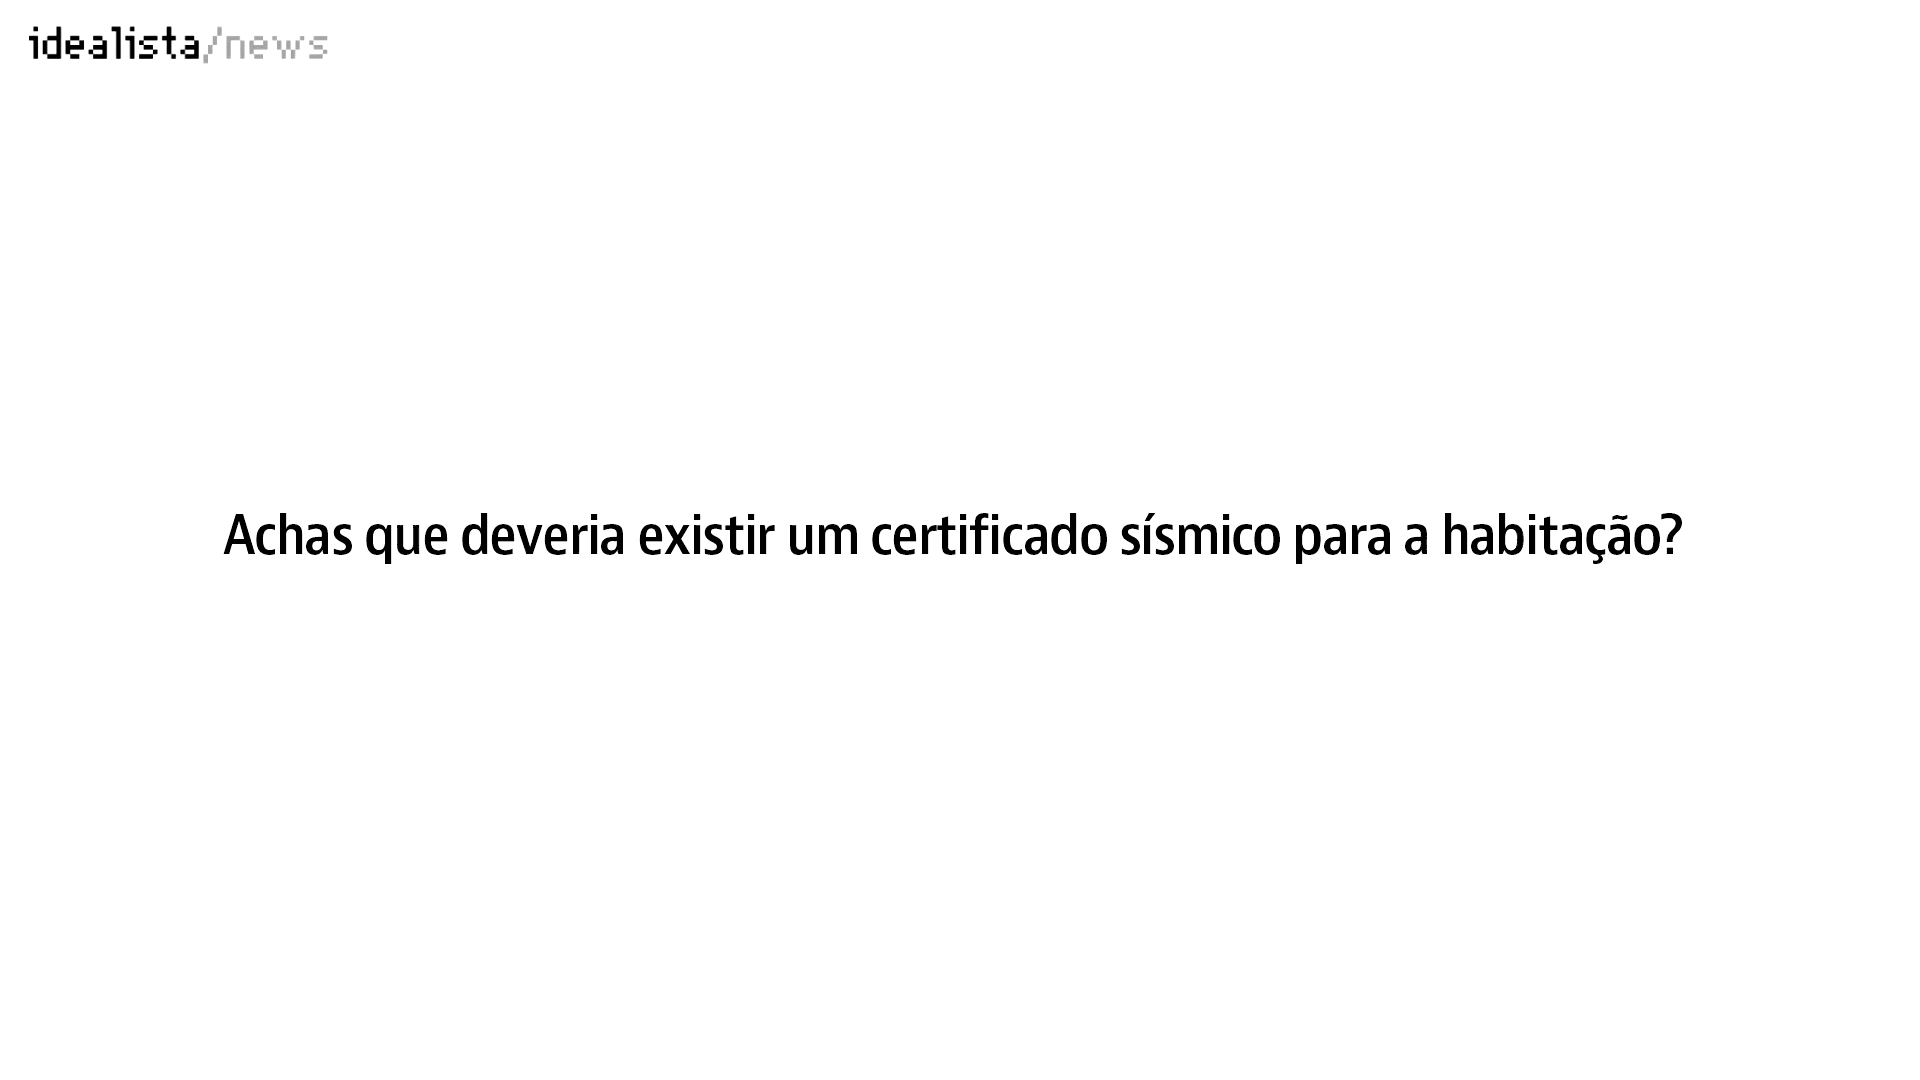 idealista/news
Achas que deveria existir um certificado sísmico para a habitação?